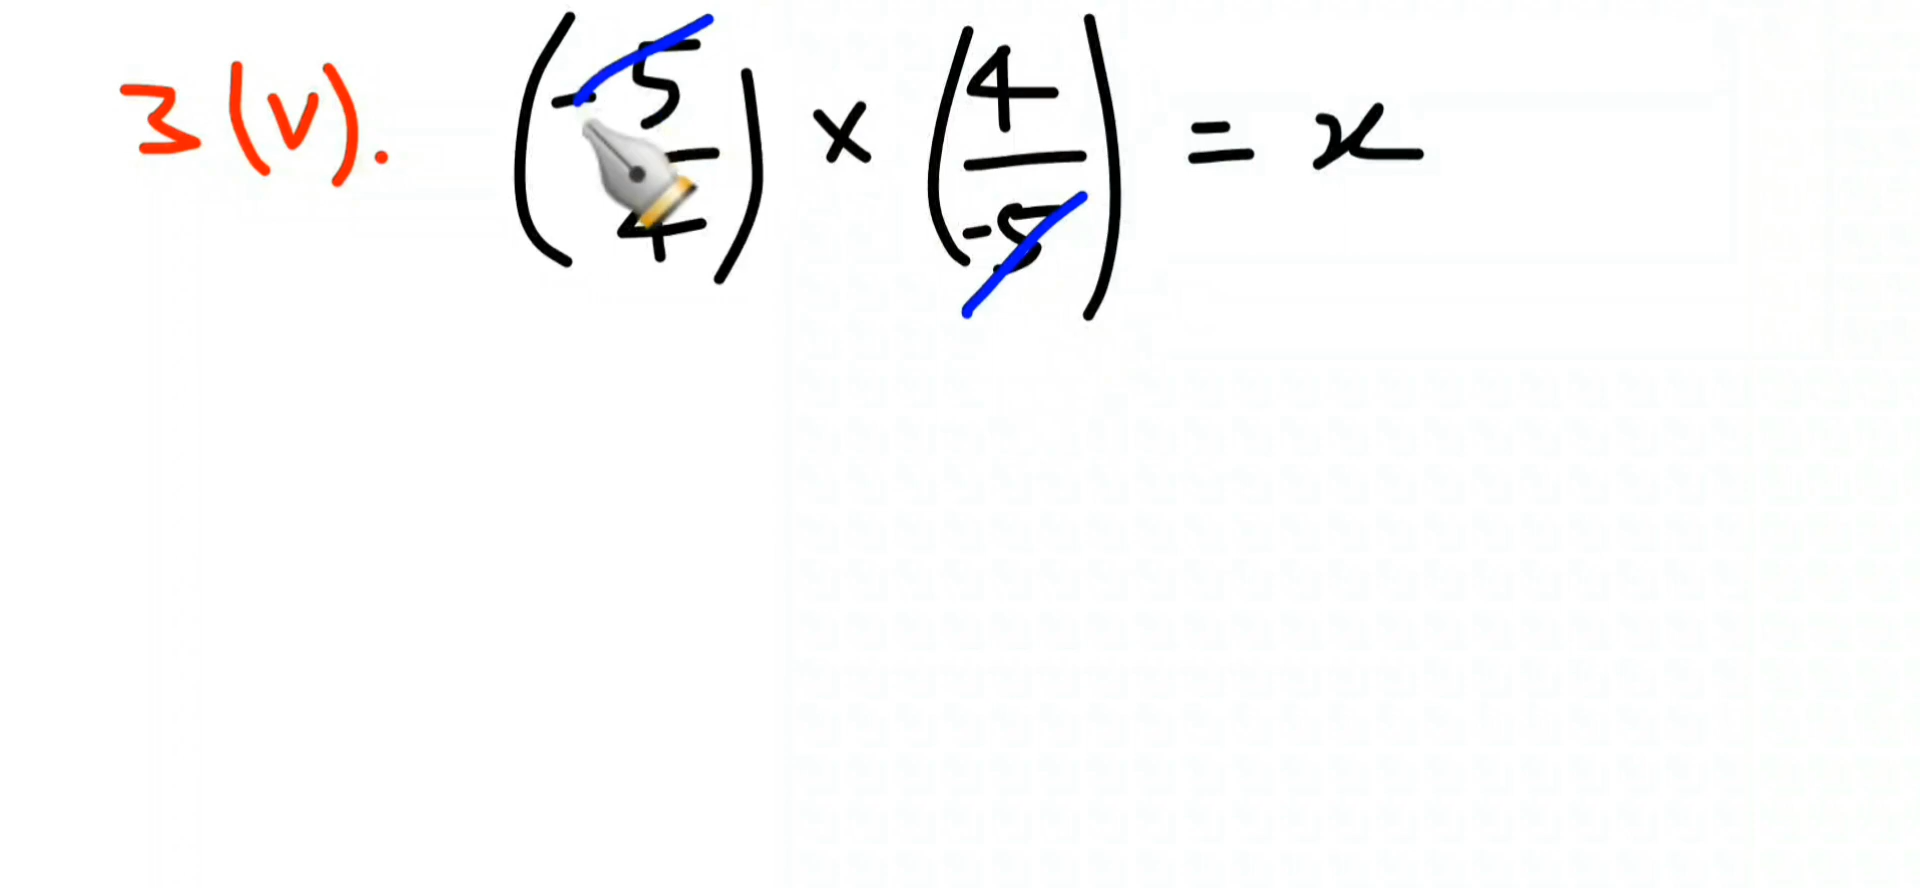 3(v). (-5/4) × (4/-5) = x